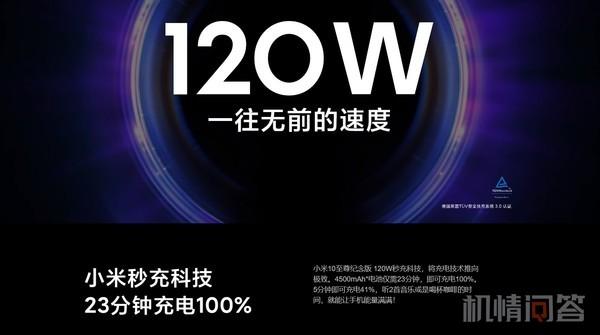 120W
一往无前的速度
TÜVRheinland
德国莱茵TÜV安全快充系统 3.0 认证
小米秒充科技
23分钟充电100%
小米10至尊纪念版 120W秒充科技，将充电技术推向
极致。4500mAh*电池仅需23分钟，即可充电100%。
5分钟即可充电41%，听2首音乐或是喝杯咖啡的时
间，就能让手机能量满满！
机情问答